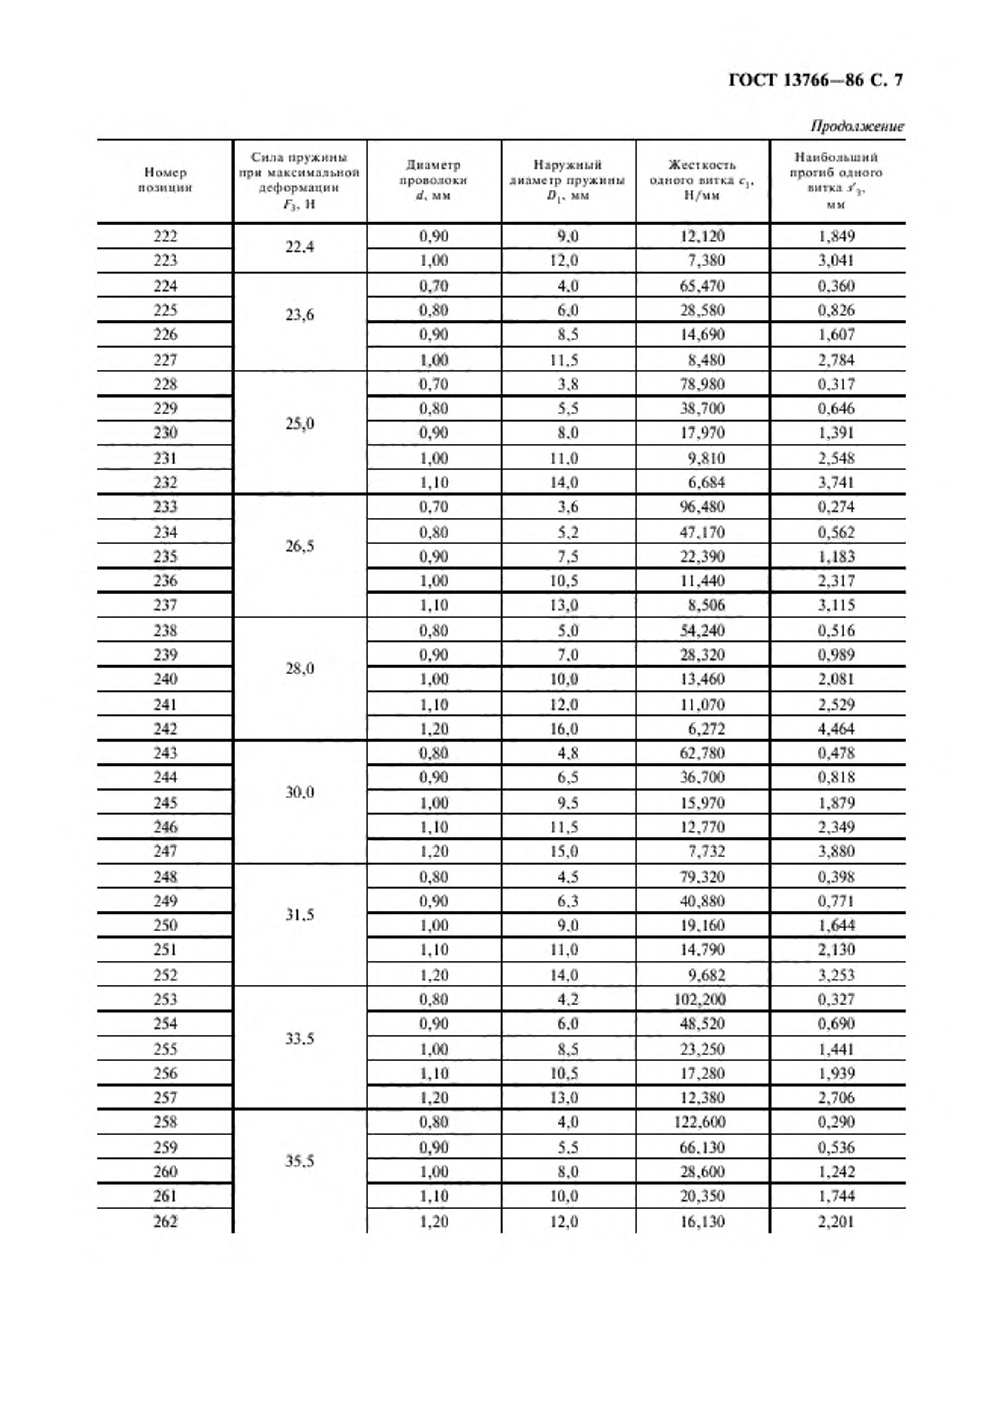 ГОСТ 13766—86 С. 7
Продолжение
Номер позиции | Сила пружины при максимальной деформации F3, Н | Диаметр проволоки d, мм | Наружный диаметр пружины D1, мм | Жесткость одного витка c1, Н/мм | Наибольший прогиб одного витка s'3, мм
222 22,4 0,90 9,0 12,120 1,849
223 1,00 12,0 7,380 3,041
224 23,6 0,70 4,0 65,470 0,360
225 0,80 6,0 28,580 0,826
226 0,90 8,5 14,690 1,607
227 1,00 11,5 8,480 2,784
228 25,0 0,70 3,8 78,980 0,317
229 0,80 5,5 38,700 0,646
230 0,90 8,0 17,970 1,391
231 1,00 11,0 9,810 2,548
232 1,10 14,0 6,684 3,741
233 26,5 0,70 3,6 96,480 0,274
234 0,80 5,2 47,170 0,562
235 0,90 7,5 22,390 1,183
236 1,00 10,5 11,440 2,317
237 1,10 13,0 8,506 3,115
238 28,0 0,80 5,0 54,240 0,516
239 0,90 7,0 28,320 0,989
240 1,00 10,0 13,460 2,081
241 1,10 12,0 11,070 2,529
242 1,20 16,0 6,272 4,464
243 30,0 0,80 4,8 62,780 0,478
244 0,90 6,5 36,700 0,818
245 1,00 9,5 15,970 1,879
246 1,10 11,5 12,770 2,349
247 1,20 15,0 7,732 3,880
248 31,5 0,80 4,5 79,320 0,398
249 0,90 6,3 40,880 0,771
250 1,00 9,0 19,160 1,644
251 1,10 11,0 14,790 2,130
252 1,20 14,0 9,682 3,253
253 33,5 0,80 4,2 102,200 0,327
254 0,90 6,0 48,520 0,690
255 1,00 8,5 23,250 1,441
256 1,10 10,5 17,280 1,939
257 1,20 13,0 12,380 2,706
258 35,5 0,80 4,0 122,600 0,290
259 0,90 5,5 66,130 0,536
260 1,00 8,0 28,600 1,242
261 1,10 10,0 20,350 1,744
262 1,20 12,0 16,130 2,201